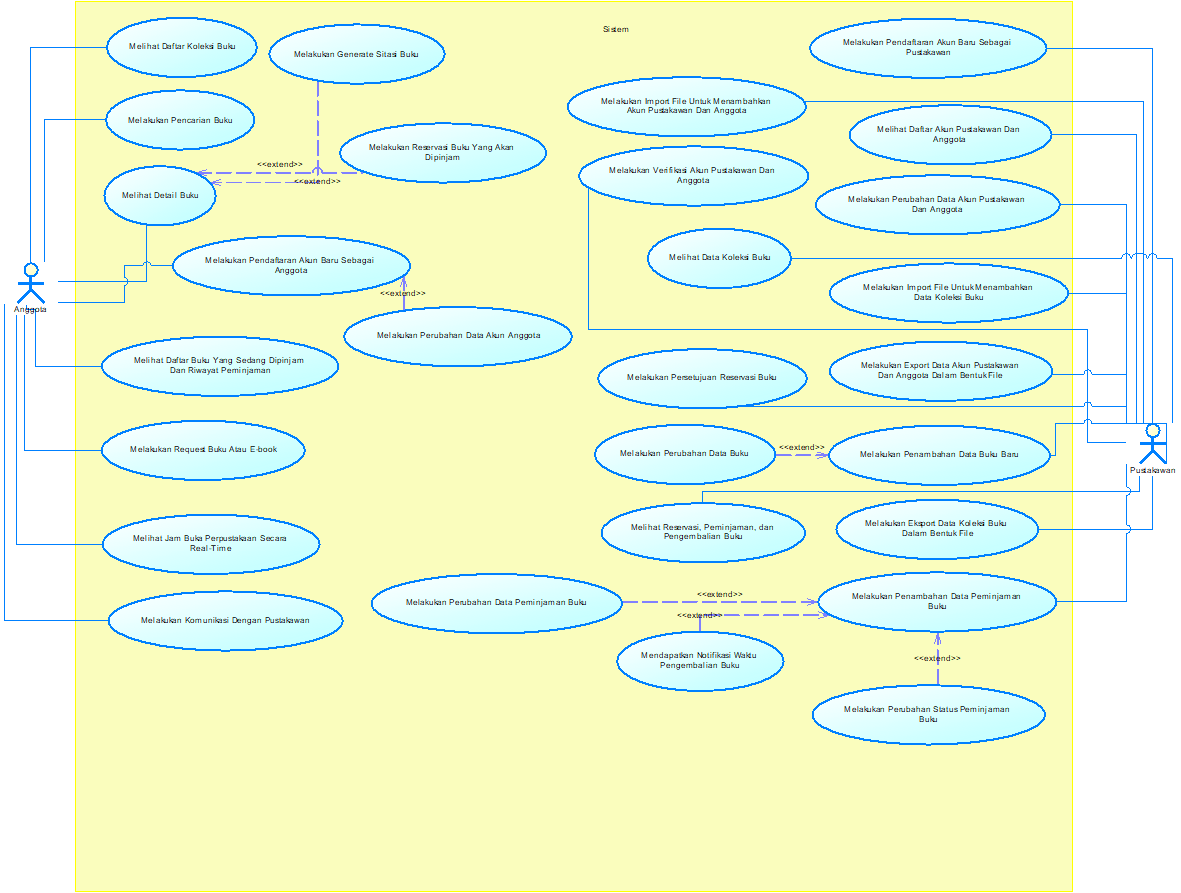 Sistem
Melihat Daftar Koleksi Buku
Melakukan Generate Sitasi Buku
Melakukan Pencarian Buku
Melakukan Reservasi Buku Yang Akan
Dipinjam
<<extend>>
<<extend>>
Melihat Detail Buku
Melakukan Pendaftaran Akun Baru Sebagai
Anggota
<<extend>>
Anggota
Melakukan Perubahan Data Akun Anggota
Melihat Daftar Buku Yang Sedang Dipinjam
Dan Riwayat Peminjaman
Melakukan Request Buku Atau E-book
Melihat Jam Buka Perpustakaan Secara
Real-Time
Melakukan Komunikasi Dengan Pustakawan
Melakukan Pendaftaran Akun Baru Sebagai
Pustakawan
Melakukan Import File Untuk Menambahkan
Akun Pustakawan Dan Anggota
Melihat Daftar Akun Pustakawan Dan
Anggota
Melakukan Verifikasi Akun Pustakawan Dan
Anggota
Melakukan Perubahan Data Akun Pustakawan
Dan Anggota
Melihat Data Koleksi Buku
Melakukan Import File Untuk Menambahkan
Data Koleksi Buku
Melakukan Persetujuan Reservasi Buku
Melakukan Export Data Akun Pustakawan
Dan Anggota Dalam Bentuk File
Melakukan Perubahan Data Buku
<<extend>>
Melakukan Penambahan Data Buku Baru
Pustakawan
Melihat Reservasi, Peminjaman, dan
Pengembalian Buku
Melakukan Eksport Data Koleksi Buku
Dalam Bentuk File
Melakukan Perubahan Data Peminjaman Buku
<<extend>>
<<extend>>
Melakukan Penambahan Data Peminjaman
Buku
Mendapatkan Notifikasi Waktu
Pengembalian Buku
<<extend>>
Melakukan Perubahan Status Peminjaman
Buku